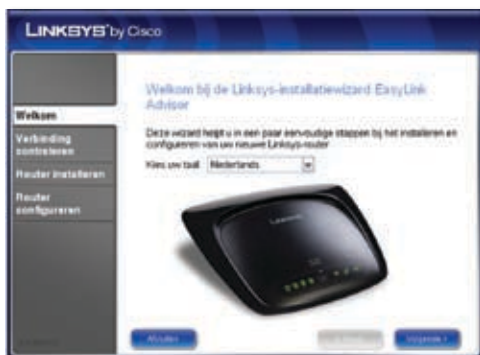 LINKSYS by Cisco
Welkom bij de Linksys-installatiewizard EasyLink
Advisor
Welkom
Deze wizard helpt u in een paar eenvoudige stappen bij het installeren en
configureren van uw nieuwe Linksys-router
Kies uw taal: Nederlands
Verbinding
controleren
Router installeren
Router
configureren
Afsluiten
Volgende